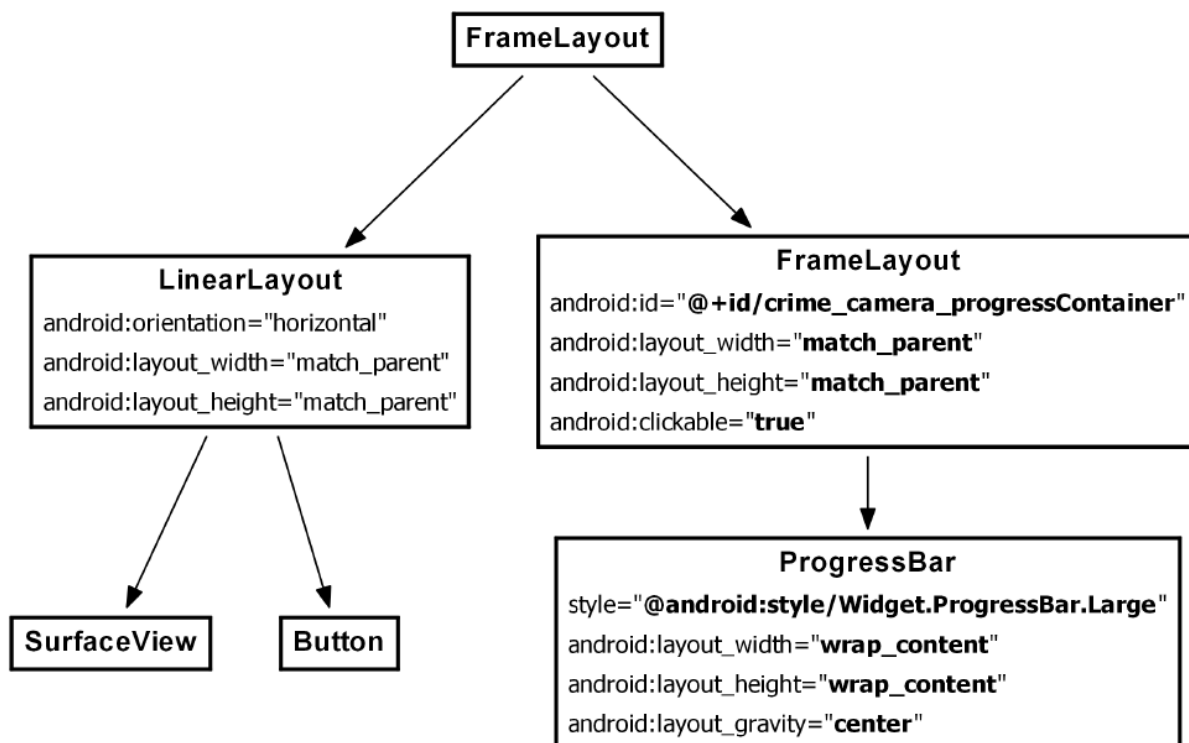 FrameLayout
LinearLayout
android:orientation="horizontal"
android:layout_width="match_parent"
android:layout_height="match_parent"
FrameLayout
android:id="@+id/crime_camera_progressContainer"
android:layout_width="match_parent"
android:layout_height="match_parent"
android:clickable="true"
SurfaceView
Button
ProgressBar
style="@android:style/Widget.ProgressBar.Large"
android:layout_width="wrap_content"
android:layout_height="wrap_content"
android:layout_gravity="center"